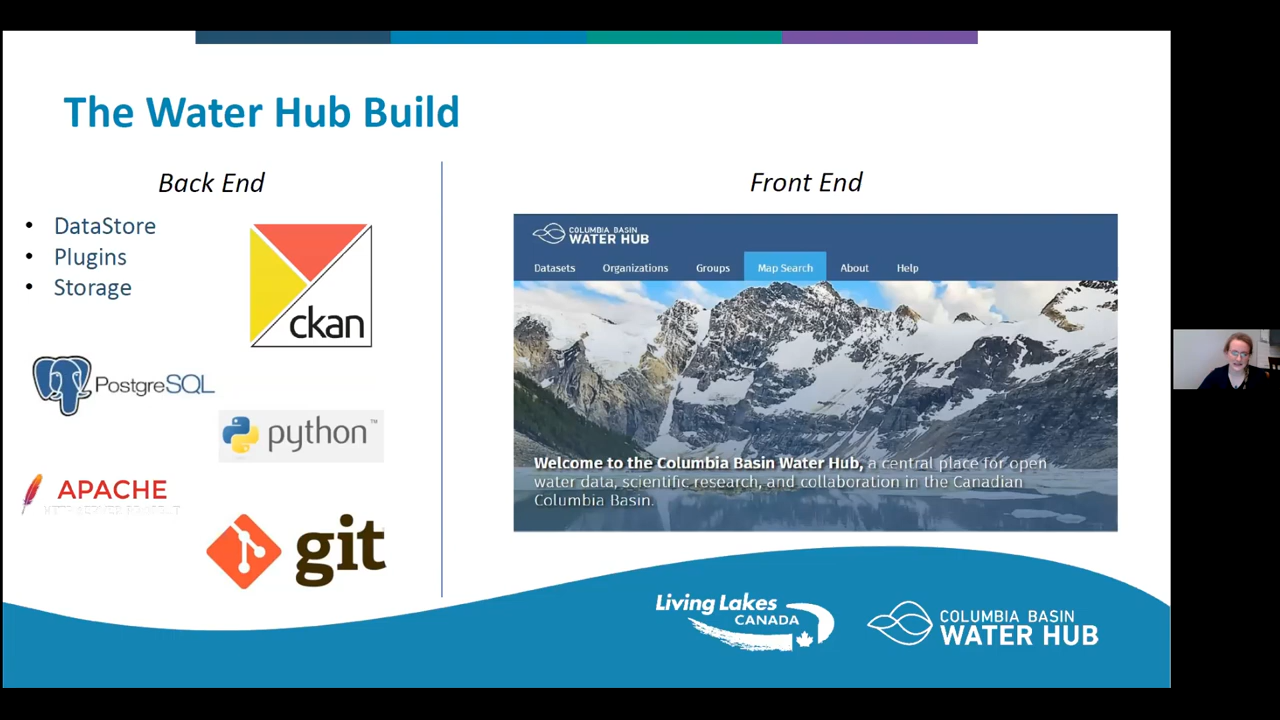 The Water Hub Build
Back End
• DataStore
• Plugins
• Storage
ckan
PostgreSQL
python™
APACHE
git
Front End
COLUMBIA BASIN
WATER HUB
Datasets Organizations Groups Map Search About Help
Welcome to the Columbia Basin Water Hub, a central place for open
water data, scientific research, and collaboration in the Canadian
Columbia Basin.
Living Lakes
CANADA
COLUMBIA BASIN
WATER HUB